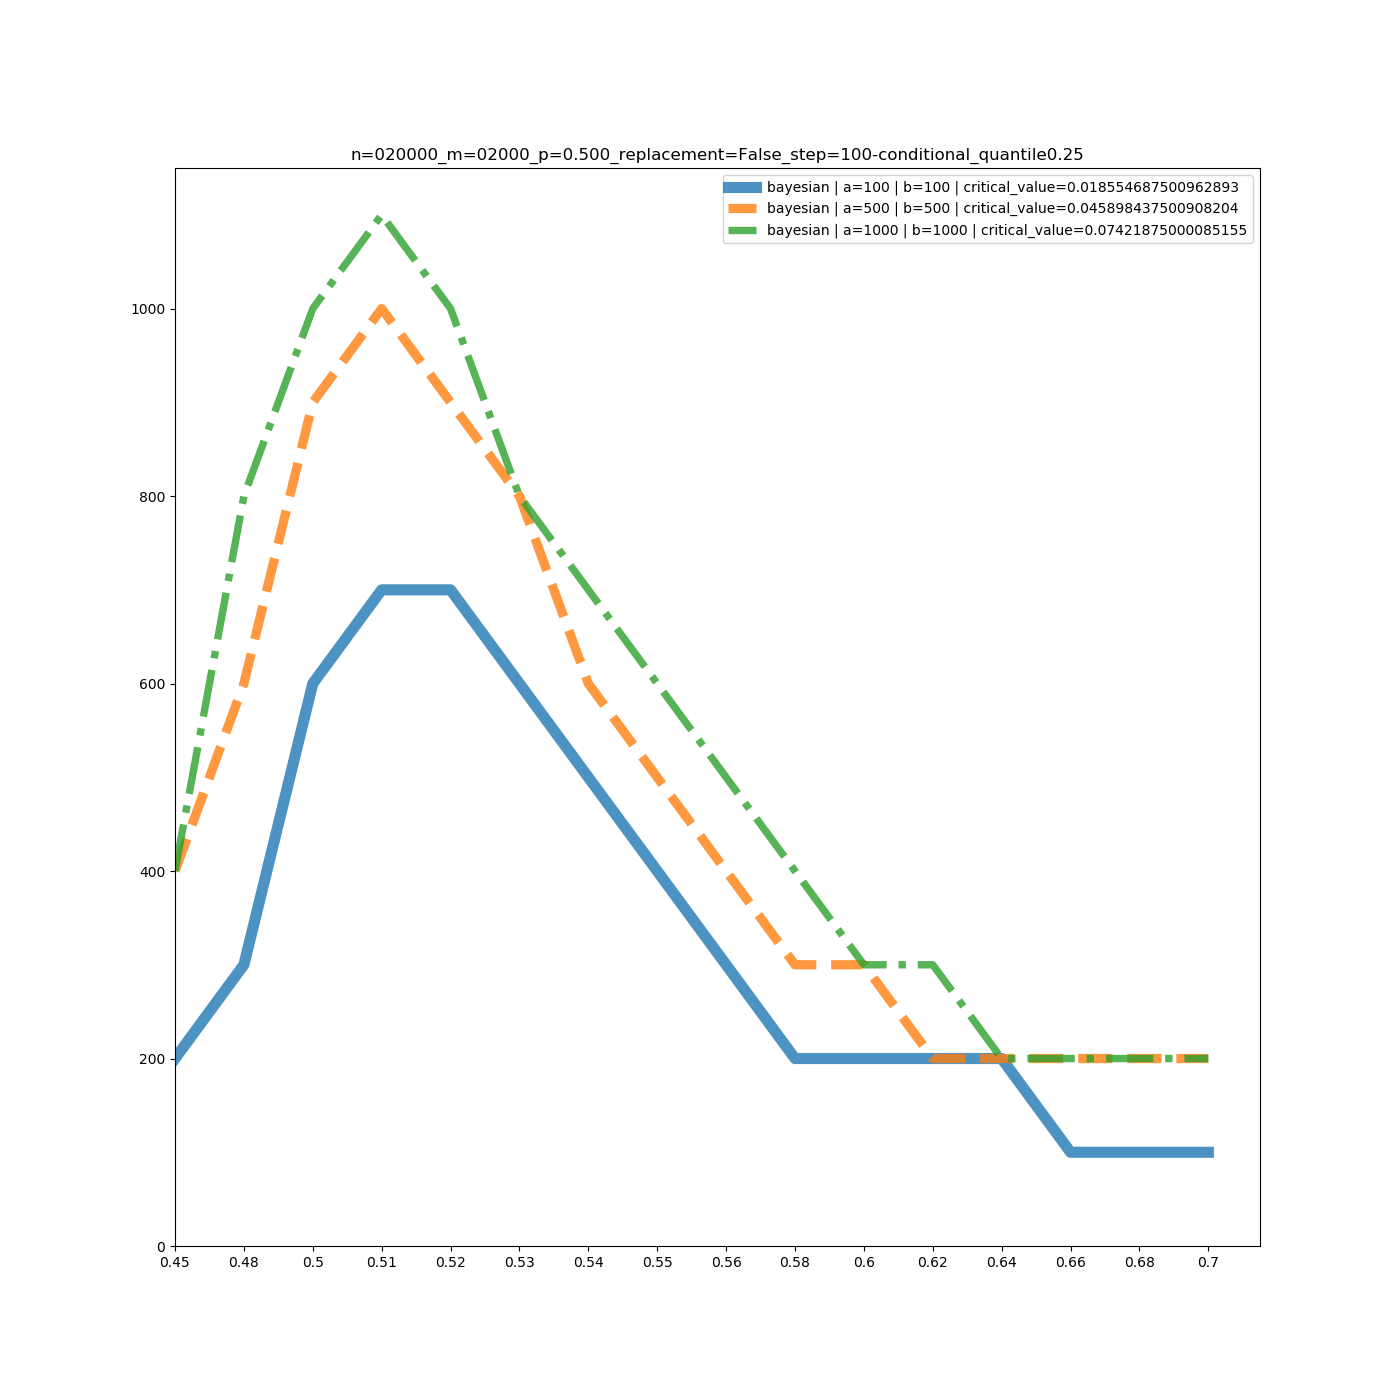 n=020000_m=02000_p=0.500_replacement=False_step=100-conditional_quantile0.25
bayesian | a=100 | b=100 | critical_value=0.018554687500962893
bayesian | a=500 | b=500 | critical_value=0.045898437500908204
bayesian | a=1000 | b=1000 | critical_value=0.07421875000085155
1000
800
600
400
200
0
0.45 0.48 0.5 0.51 0.52 0.53 0.54 0.55 0.56 0.58 0.6 0.62 0.64 0.66 0.68 0.7